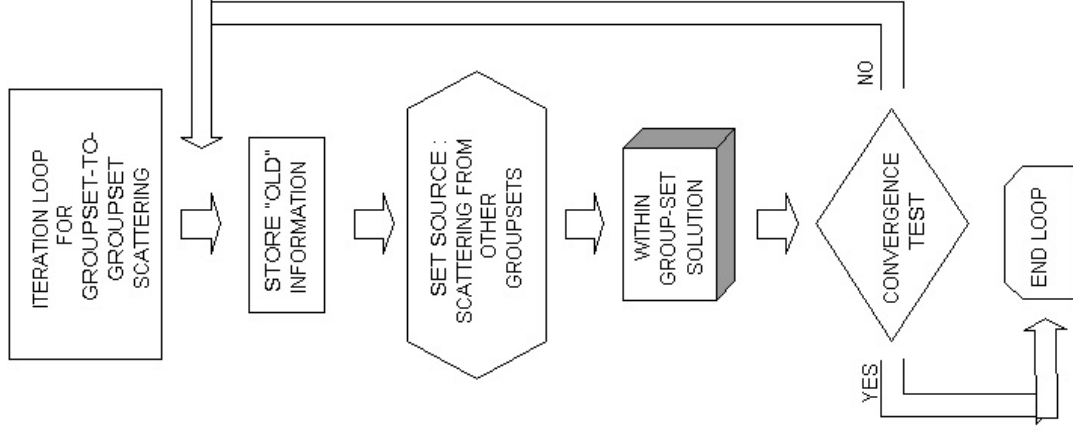 ITERATION LOOP
FOR
GROUPSET-TO-
GROUPSET
SCATTERING
STORE "OLD"
INFORMATION
SET SOURCE :
SCATTERING FROM
OTHER
GROUPSETS
WITHIN
GROUP-SET
SOLUTION
CONVERGENCE
TEST
NO
YES
END LOOP